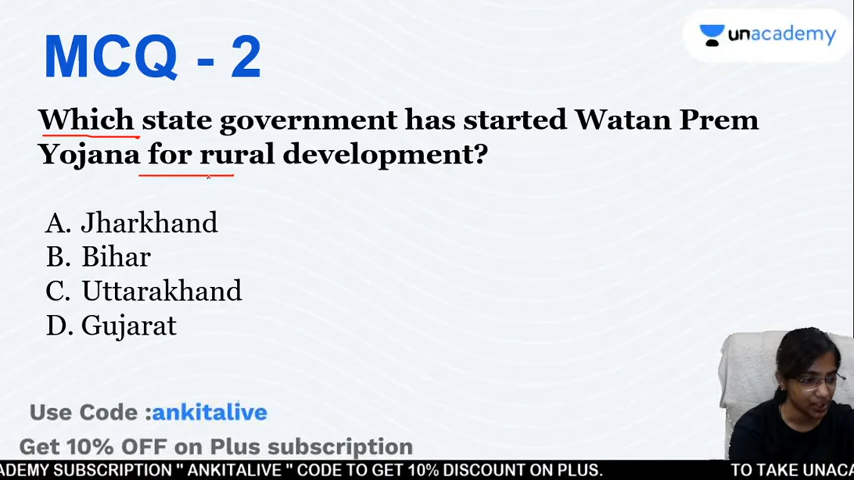 MCQ - 2
unacademy
Which state government has started Watan Prem
Yojana for rural development?
A. Jharkhand
B. Bihar
C. Uttarakhand
D. Gujarat
Use Code :ankitalive
Get 10% OFF on Plus subscription
ADEMY SUBSCRIPTION " ANKITALIVE " CODE TO GET 10% DISCOUNT ON PLUS. TO TAKE UNACA